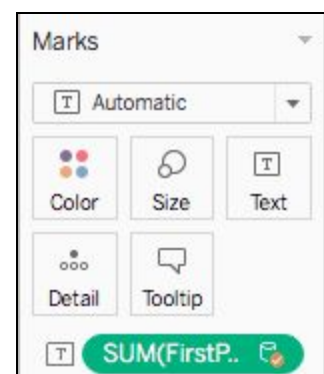 Marks
T Automatic
Color Size T Text
Detail Tooltip
T SUM(FirstP..